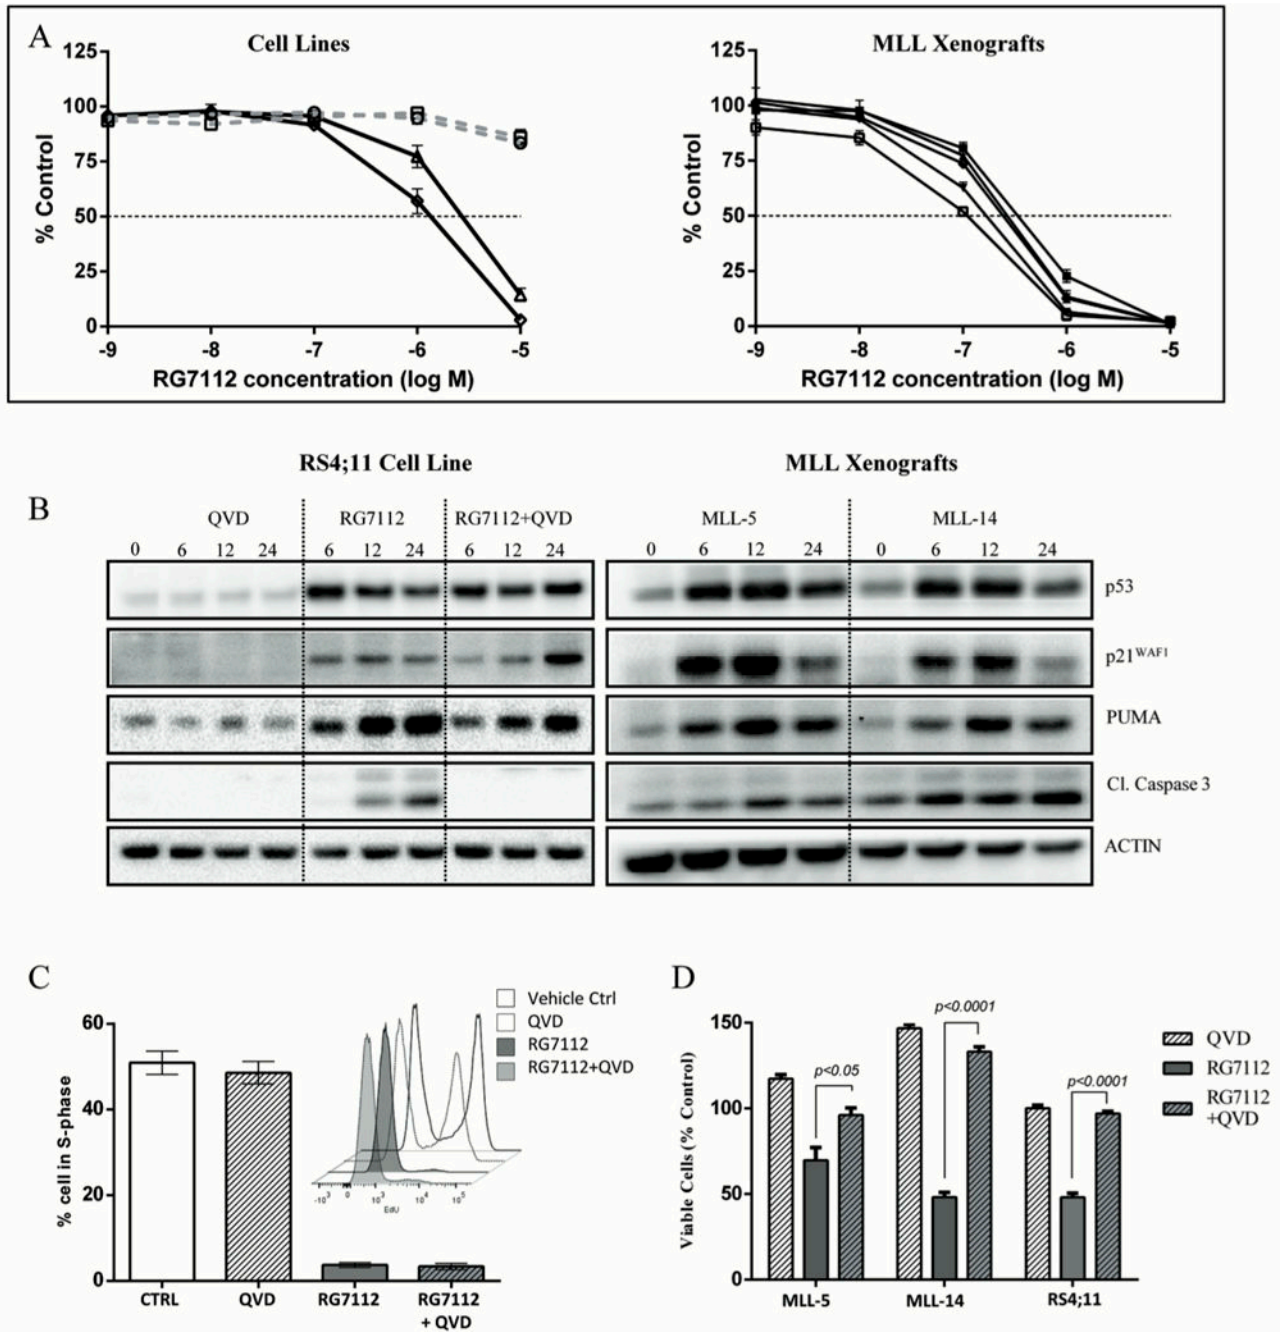 A
Cell Lines
125
100
75
50
25
0
% Control
-9 -8 -7 -6 -5
RG7112 concentration (log M)
MLL Xenografts
125
100
75
50
25
0
% Control
-9 -8 -7 -6 -5
RG7112 concentration (log M)
RS4;11 Cell Line
MLL Xenografts
B
QVD RG7112 RG7112+QVD
0 6 12 24 6 12 24 6 12 24
MLL-5 MLL-14
0 6 12 24 0 6 12 24
p53
p21WAF1
PUMA
Cl. Caspase 3
ACTIN
C
60
40
20
0
% cell in S-phase
CTRL QVD RG7112 RG7112
+ QVD
Vehicle Ctrl
QVD
RG7112
RG7112+QVD
-10³ 0 10³ 10⁴ 10⁵
EdU
D
150
100
50
0
Viable Cells (% Control)
p<0.05
p<0.0001
p<0.0001
MLL-5 MLL-14 RS4;11
QVD
RG7112
RG7112
+QVD